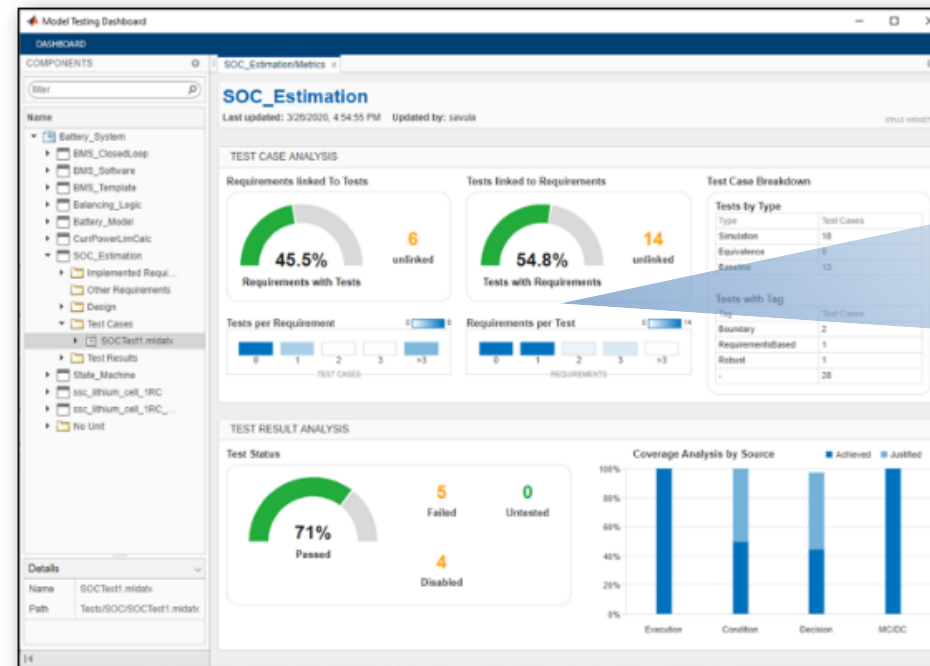 Model Testing Dashboard
DASHBOARD
COMPONENTS
SOC_Estimation/Metrics ×
(filter
SOC_Estimation
Last updated: 3/26/2020, 4:54:55 PM Updated by: savula
Name
Battery_System
BMS_ClosedLoop
BMS_Software
BMS_Template
Balancing_Logic
Battery_Model
CurrPowerLimCalc
SOC_Estimation
Implemented Requi...
Other Requirements
Design
Test Cases
SOCTest1.mldatx
Test Results
State_Machine
ssc_lithium_cell_1RC
ssc_lithium_cell_1RC_...
No Unit
Details
Name SOCTest1.mldatx
Path Tests/SOC/SOCTest1.mldatx
TEST CASE ANALYSIS
Requirements linked To Tests
45.5%
Requirements with Tests
6
unlinked
Tests linked to Requirements
54.8%
Tests with Requirements
14
unlinked
Test Case Breakdown
Tests by Type
Type Test Cases
Simulation 18
Equivalence
Baseline 13
Tests with Tag
Tag Test Cases
Boundary 2
RequirementsBased 1
Robust 1
- 28
Tests per Requirement
0 1 2 3 >3
TEST CASES
Requirements per Test 0 14
0 1 2 3 >3
REQUIREMENTS
TEST RESULT ANALYSIS
Test Status
71%
Passed
5
Failed
0
Untested
4
Disabled
Coverage Analysis by Source Achieved Justified
100%
80%
60%
40%
20%
0%
Execution Condition Decision MC/DC